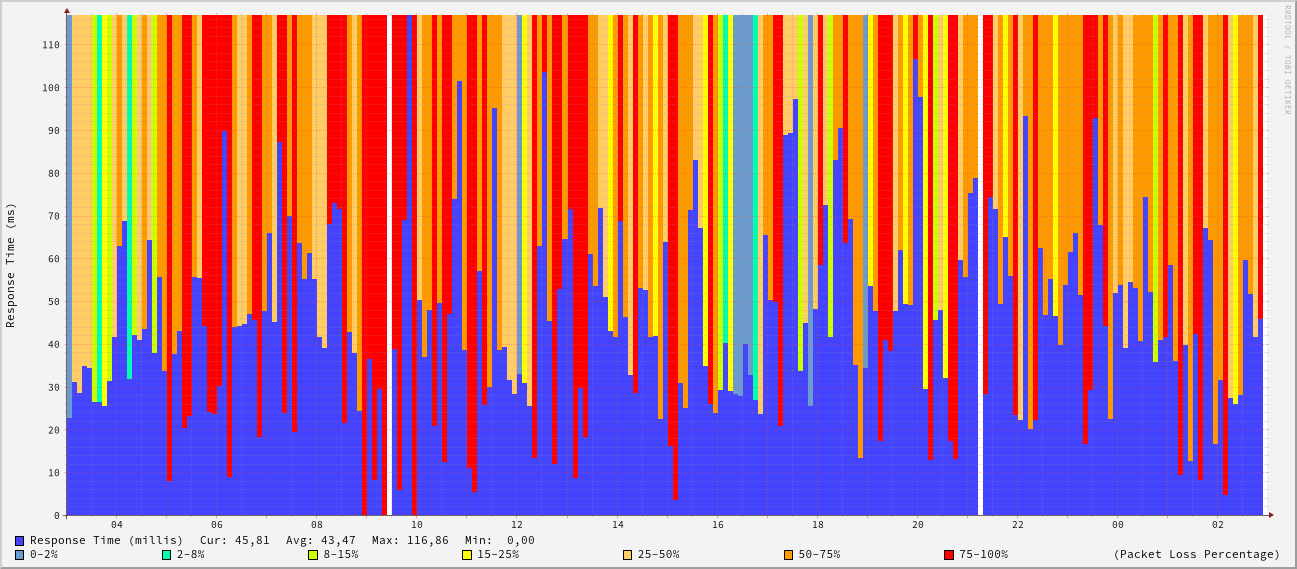 RRDTOOL / TOBI OETIKER
Response Time (ms)
110
100
90
80
70
60
50
40
30
20
10
0
04 06 08 10 12 14 16 18 20 22 00 02
Response Time (millis) Cur: 45,81 Avg: 43,47 Max: 116,86 Min: 0,00
0-2% 2-8% 8-15% 15-25% 25-50% 50-75% 75-100% (Packet Loss Percentage)